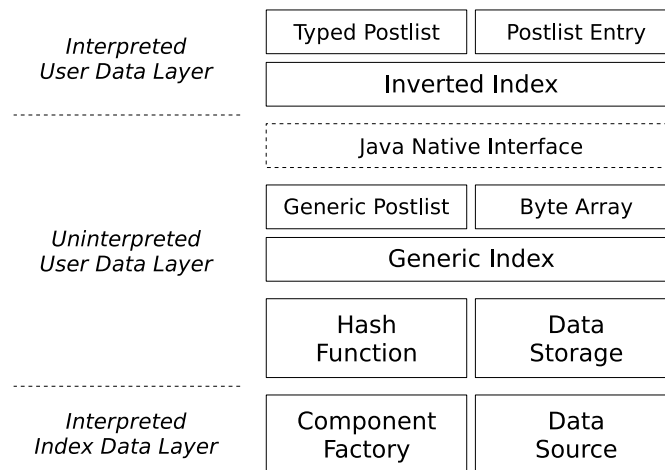 Interpreted
User Data Layer
Typed Postlist
Postlist Entry
Inverted Index
Java Native Interface
Uninterpreted
User Data Layer
Generic Postlist
Byte Array
Generic Index
Hash
Function
Data
Storage
Interpreted
Index Data Layer
Component
Factory
Data
Source